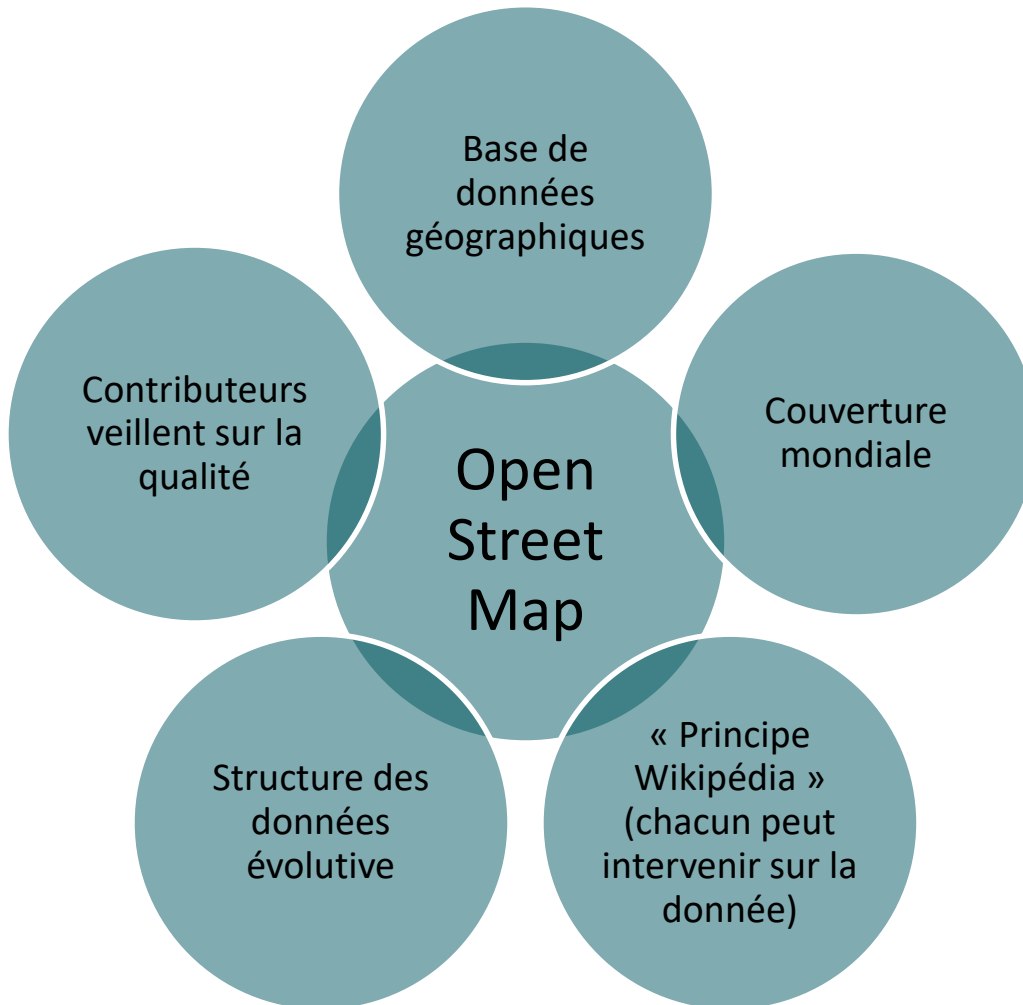 Base de
données
géographiques
Contributeurs
veillent sur la
qualité
Couverture
mondiale
Open
Street
Map
Structure des
données
évolutive
« Principe
Wikipédia »
(chacun peut
intervenir sur la
donnée)